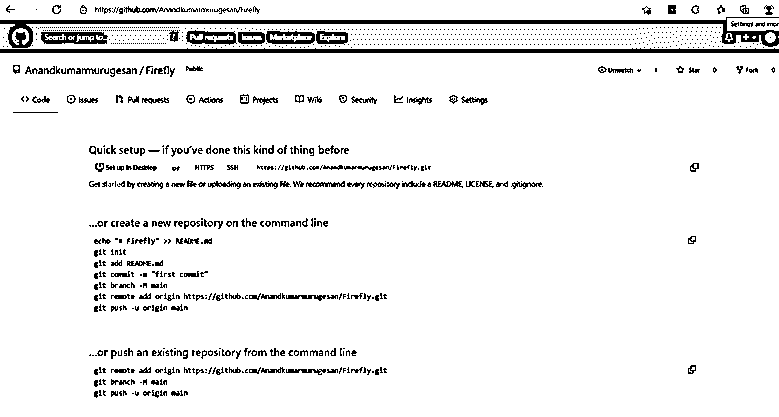 https://github.com/Anandkumarmurugesan/Firefly
Settings and mor
Search or jump to...
/
Pull requests Issues Marketplace Explore
Anandkumarmurugesan / Firefly Public
Unwatch 1 Star 0 Fork 0
Code Issues Pull requests Actions Projects Wiki Security Insights Settings
Quick setup — if you've done this kind of thing before
Set up in Desktop or HTTPS SSH https://github.com/Anandkumarmurugesan/Firefly.git
Get started by creating a new file or uploading an existing file. We recommend every repository include a README, LICENSE, and .gitignore.
...or create a new repository on the command line
echo "# Firefly" >> README.md
git init
git add README.md
git commit -m "first commit"
git branch -M main
git remote add origin https://github.com/Anandkumarmurugesan/Firefly.git
git push -u origin main
...or push an existing repository from the command line
git remote add origin https://github.com/Anandkumarmurugesan/Firefly.git
git branch -M main
git push -u origin main